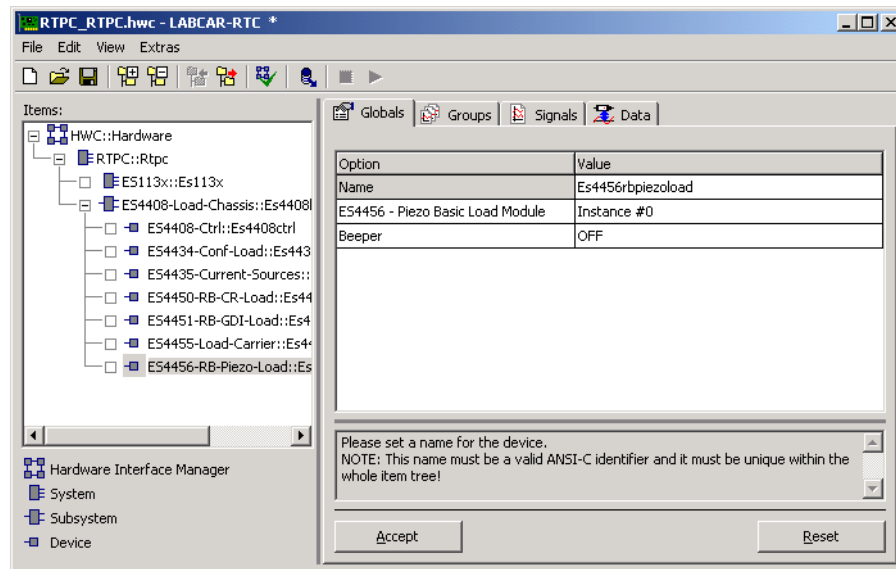 RTPC_RTPC.hwc - LABCAR-RTC *
File Edit View Extras
Items:
HWC::Hardware
RTPC::Rtpc
ES113x::Es113x
ES4408-Load-Chassis::Es4408l
ES4408-Ctrl::Es4408ctrl
ES4434-Conf-Load::Es443
ES4435-Current-Sources::
ES4450-RB-CR-Load::Es44
ES4451-RB-GDI-Load::Es4
ES4455-Load-Carrier::Es4
ES4456-RB-Piezo-Load::Es
Hardware Interface Manager
System
Subsystem
Device
Globals Groups Signals Data
Option Value
Name Es4456rbpiezoload
ES4456 - Piezo Basic Load Module Instance #0
Beeper OFF
Please set a name for the device.
NOTE: This name must be a valid ANSI-C identifier and it must be unique within the
whole item tree!
Accept Reset